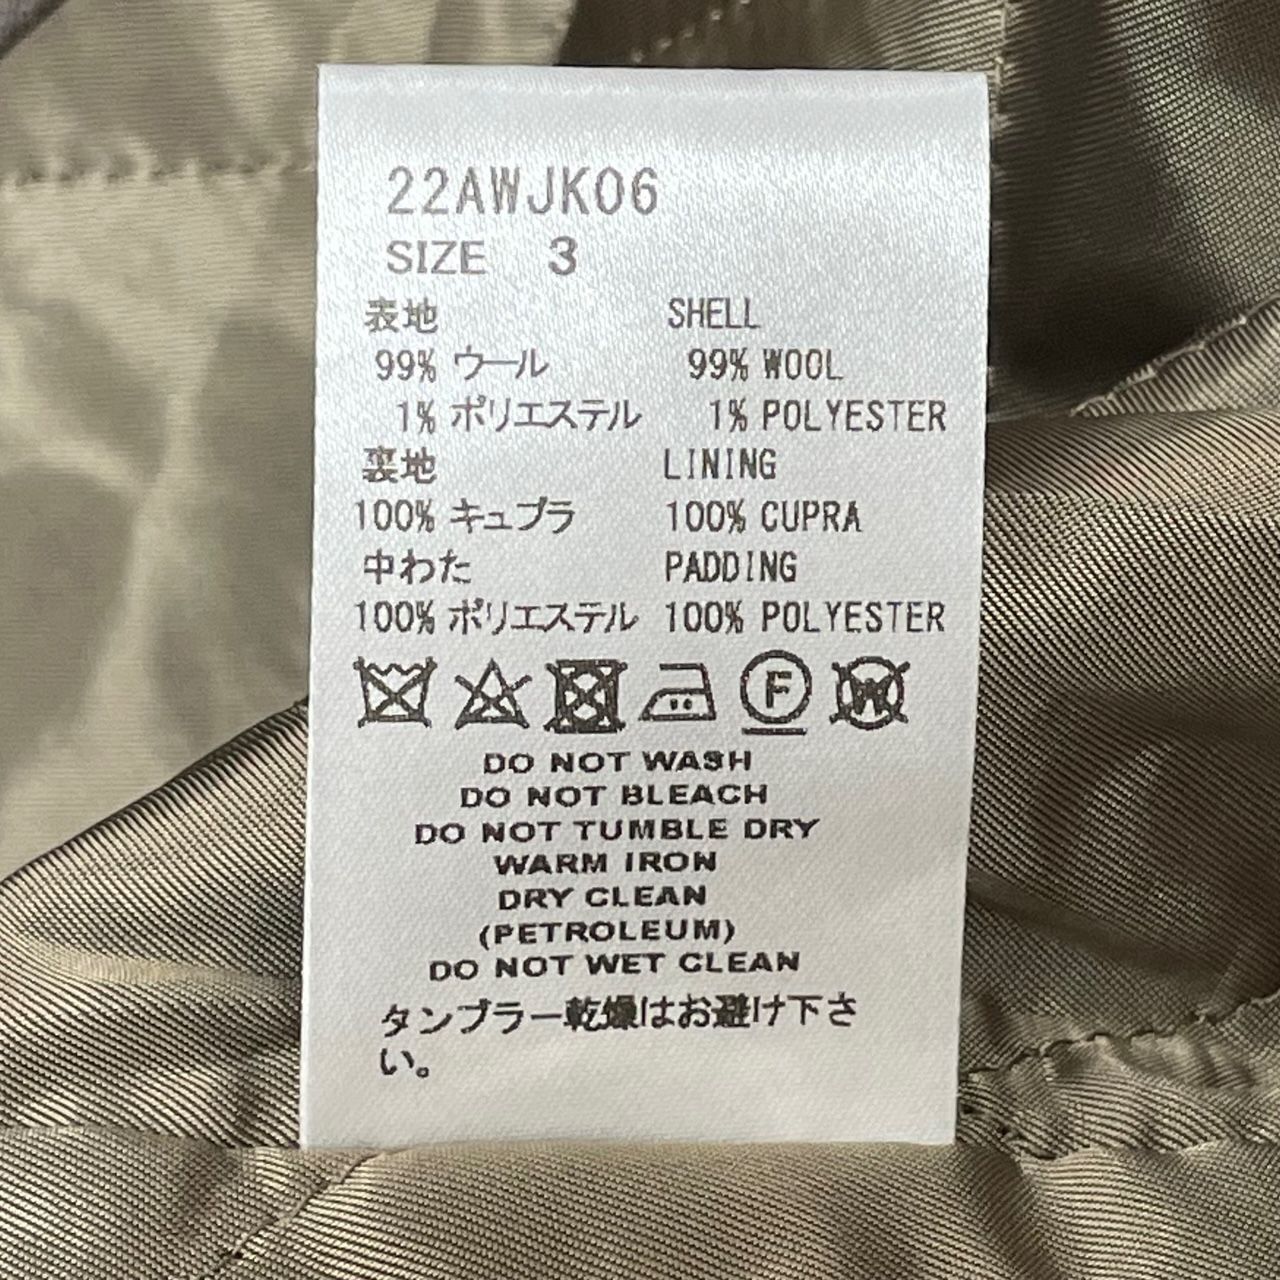 22AWJK06
SIZE 3
表地 SHELL
99% ウール 99% WOOL
1% ポリエステル 1% POLYESTER
裏地 LINING
100% キュプラ 100% CUPRA
中わた PADDING
100% ポリエステル 100% POLYESTER
F W
DO NOT WASH
DO NOT BLEACH
DO NOT TUMBLE DRY
WARM IRON
DRY CLEAN
(PETROLEUM)
DO NOT WET CLEAN
タンブラー乾燥はお避け下さ
い。